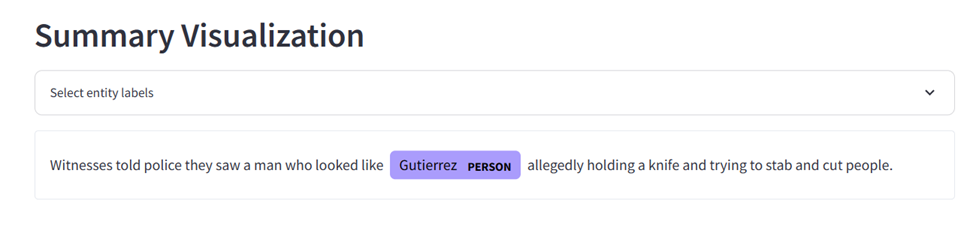 Summary Visualization
Select entity labels
Witnesses told police they saw a man who looked like Gutierrez PERSON allegedly holding a knife and trying to stab and cut people.